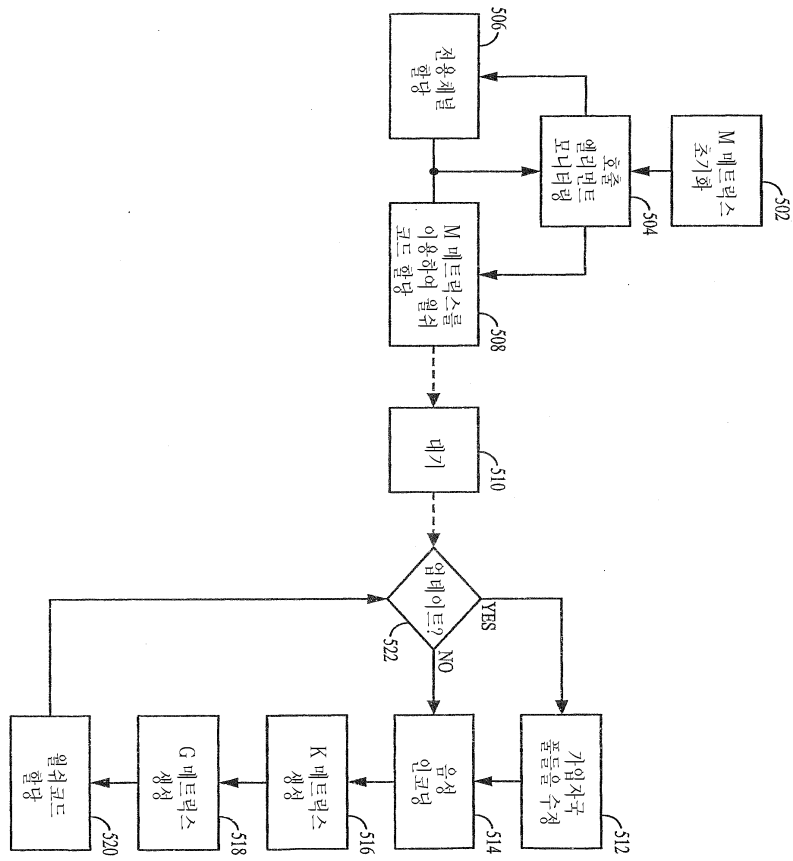 502
M 매트릭스
초기화
504
호출
엘리먼트
모니터링
506
전용채널
할당
508
M 매트릭스를
이용하여 월쉬
코드 할당
510
대기
업데이트?
522
YES
NO
512
가입자국
풀들을 수정
514
음성
인코딩
516
K 매트릭스
생성
518
G 매트릭스
생성
520
월쉬코드
할당